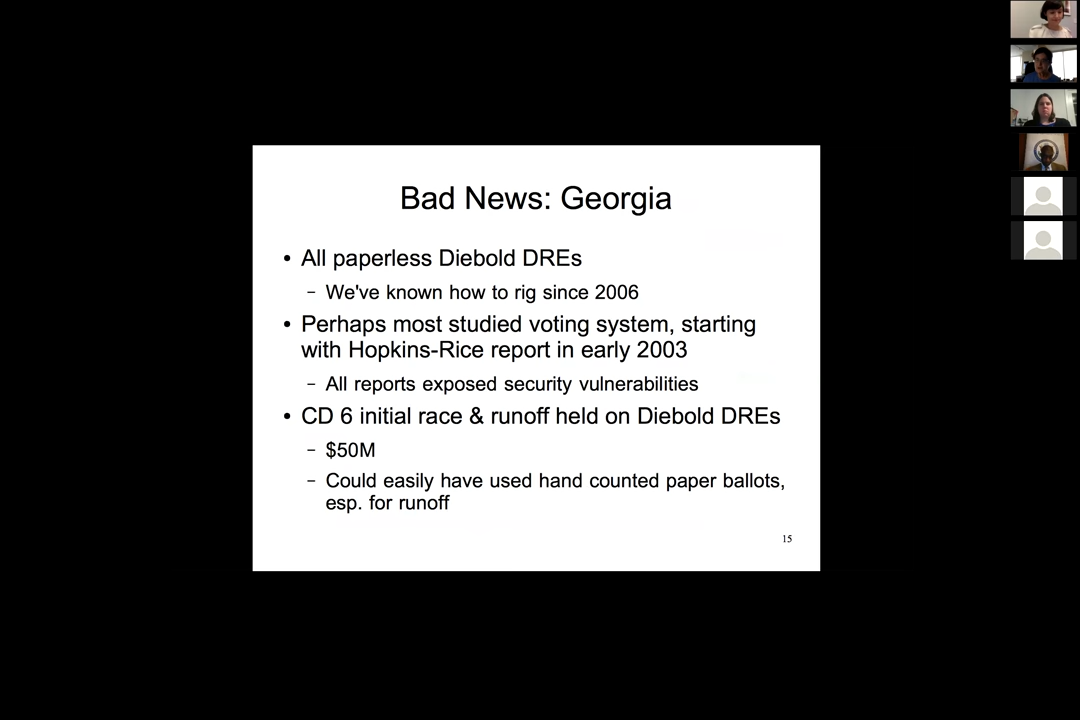 Bad News: Georgia
• All paperless Diebold DREs
– We've known how to rig since 2006
• Perhaps most studied voting system, starting
with Hopkins-Rice report in early 2003
– All reports exposed security vulnerabilities
• CD 6 initial race & runoff held on Diebold DREs
– $50M
– Could easily have used hand counted paper ballots,
esp. for runoff
15